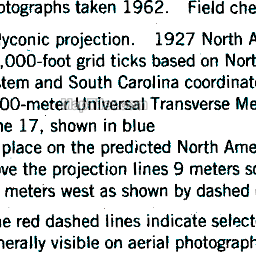 otographs taken 1962. Field che
yconic projection. 1927 North A
,000-foot grid ticks based on Nort
tem and South Carolina coordinat
00-meter Universal Transverse Me
ne 17, shown in blue
place on the predicted North Ame
ve the projection lines 9 meters so
meters west as shown by dashed
e red dashed lines indicate select
nerally visible on aerial photograph